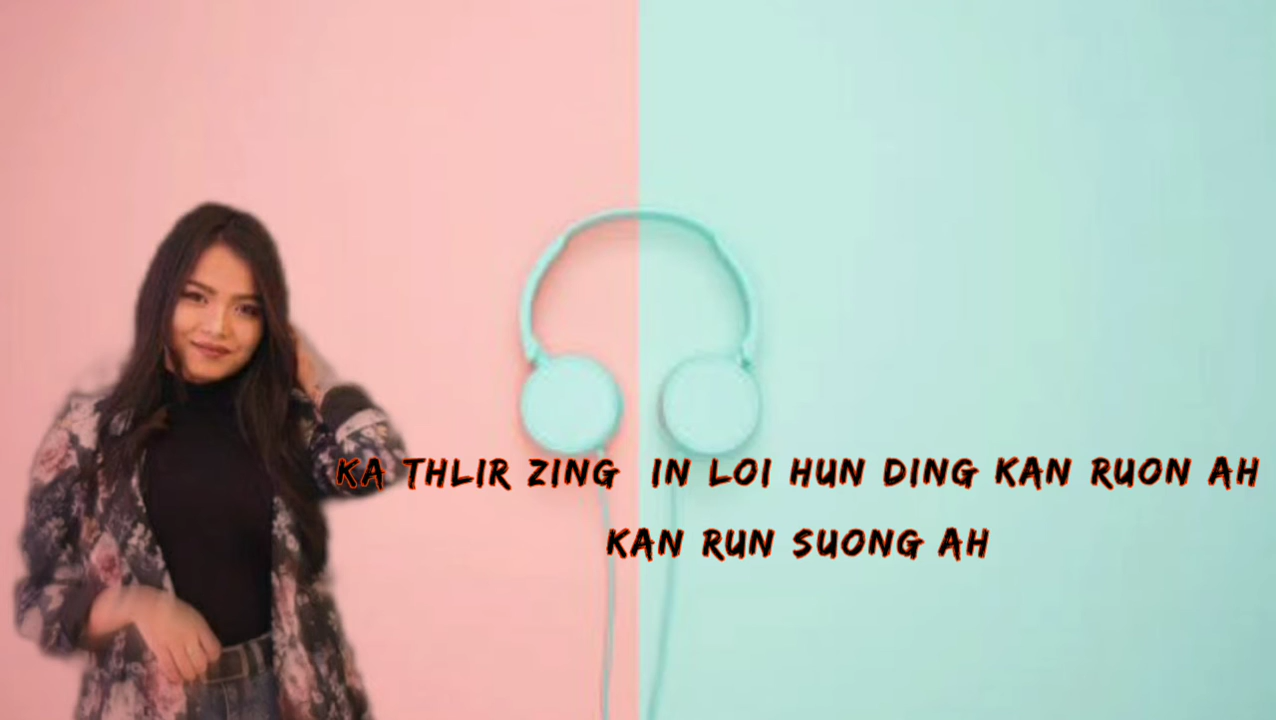 KA THLIR ZING IN LOI HUN DING KAN RUON AH
KAN RUN SUONG AH